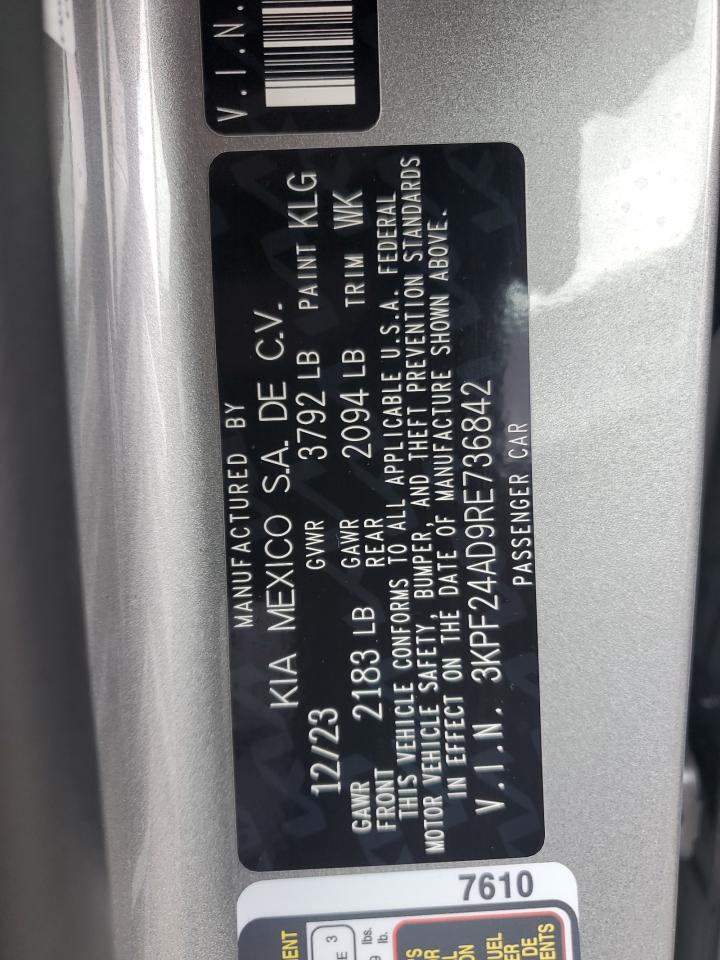 V.I.N.
MANUFACTURED BY
KIA MEXICO S.A. DE C.V.
12/23 GVWR 3792 LB PAINT KLG
GAWR FRONT 2183 LB GAWR REAR 2094 LB TRIM WK
THIS VEHICLE CONFORMS TO ALL APPLICABLE U.S.A. FEDERAL
MOTOR VEHICLE SAFETY, BUMPER, AND THEFT PREVENTION STANDARDS
IN EFFECT ON THE DATE OF MANUFACTURE SHOWN ABOVE.
V.I.N. 3KPF24AD9RE736842
PASSENGER CAR
7610